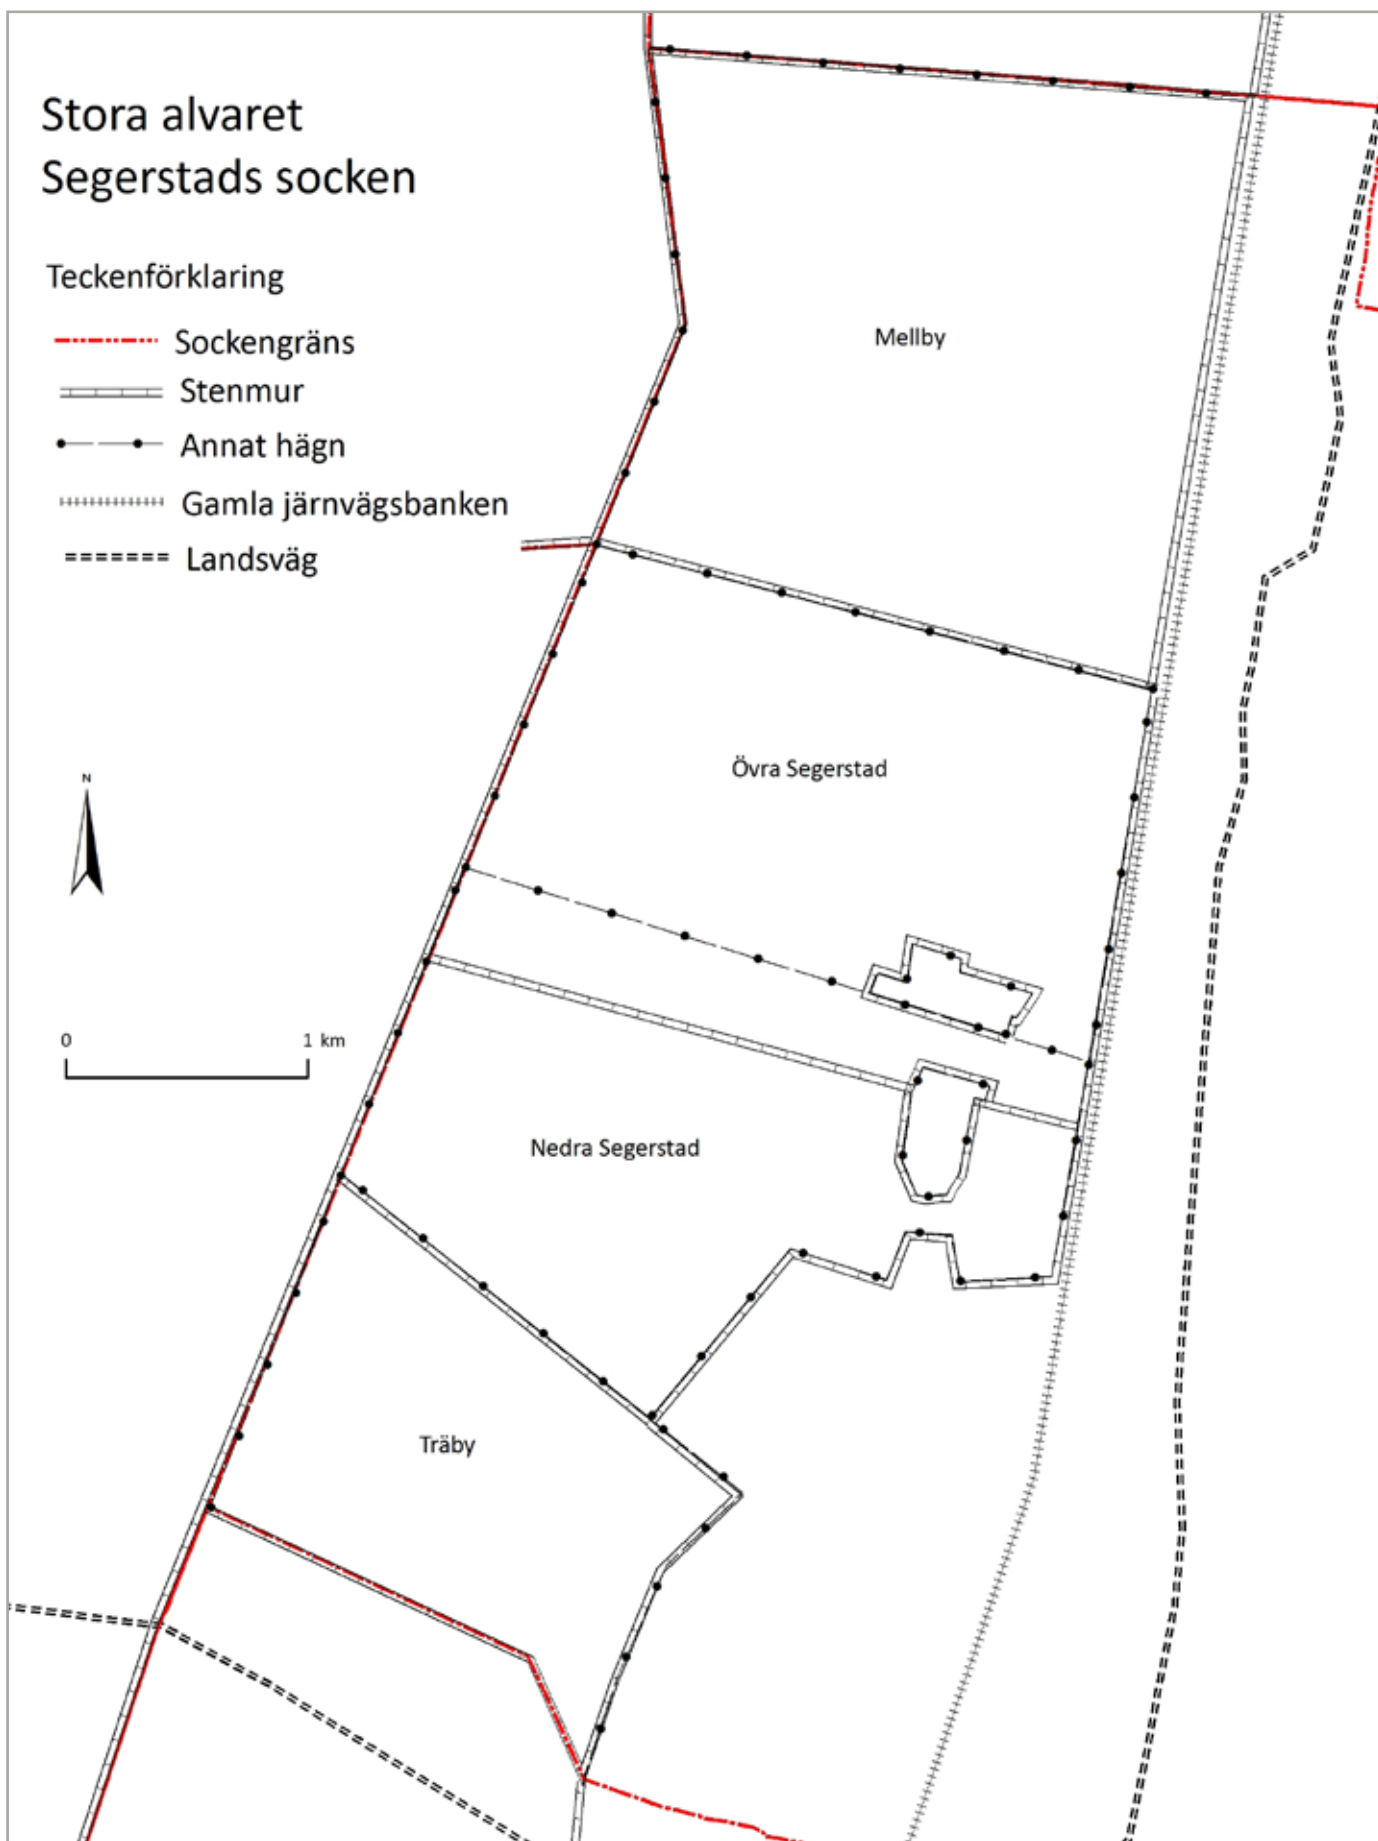 Stora alvaret
Segerstads socken
Teckenförklaring
Sockengräns
Stenmur
Annat hägn
Gamla järnvägsbanken
Landsväg
Mellby
Övra Segerstad
N
0 1 km
Nedra Segerstad
Träby